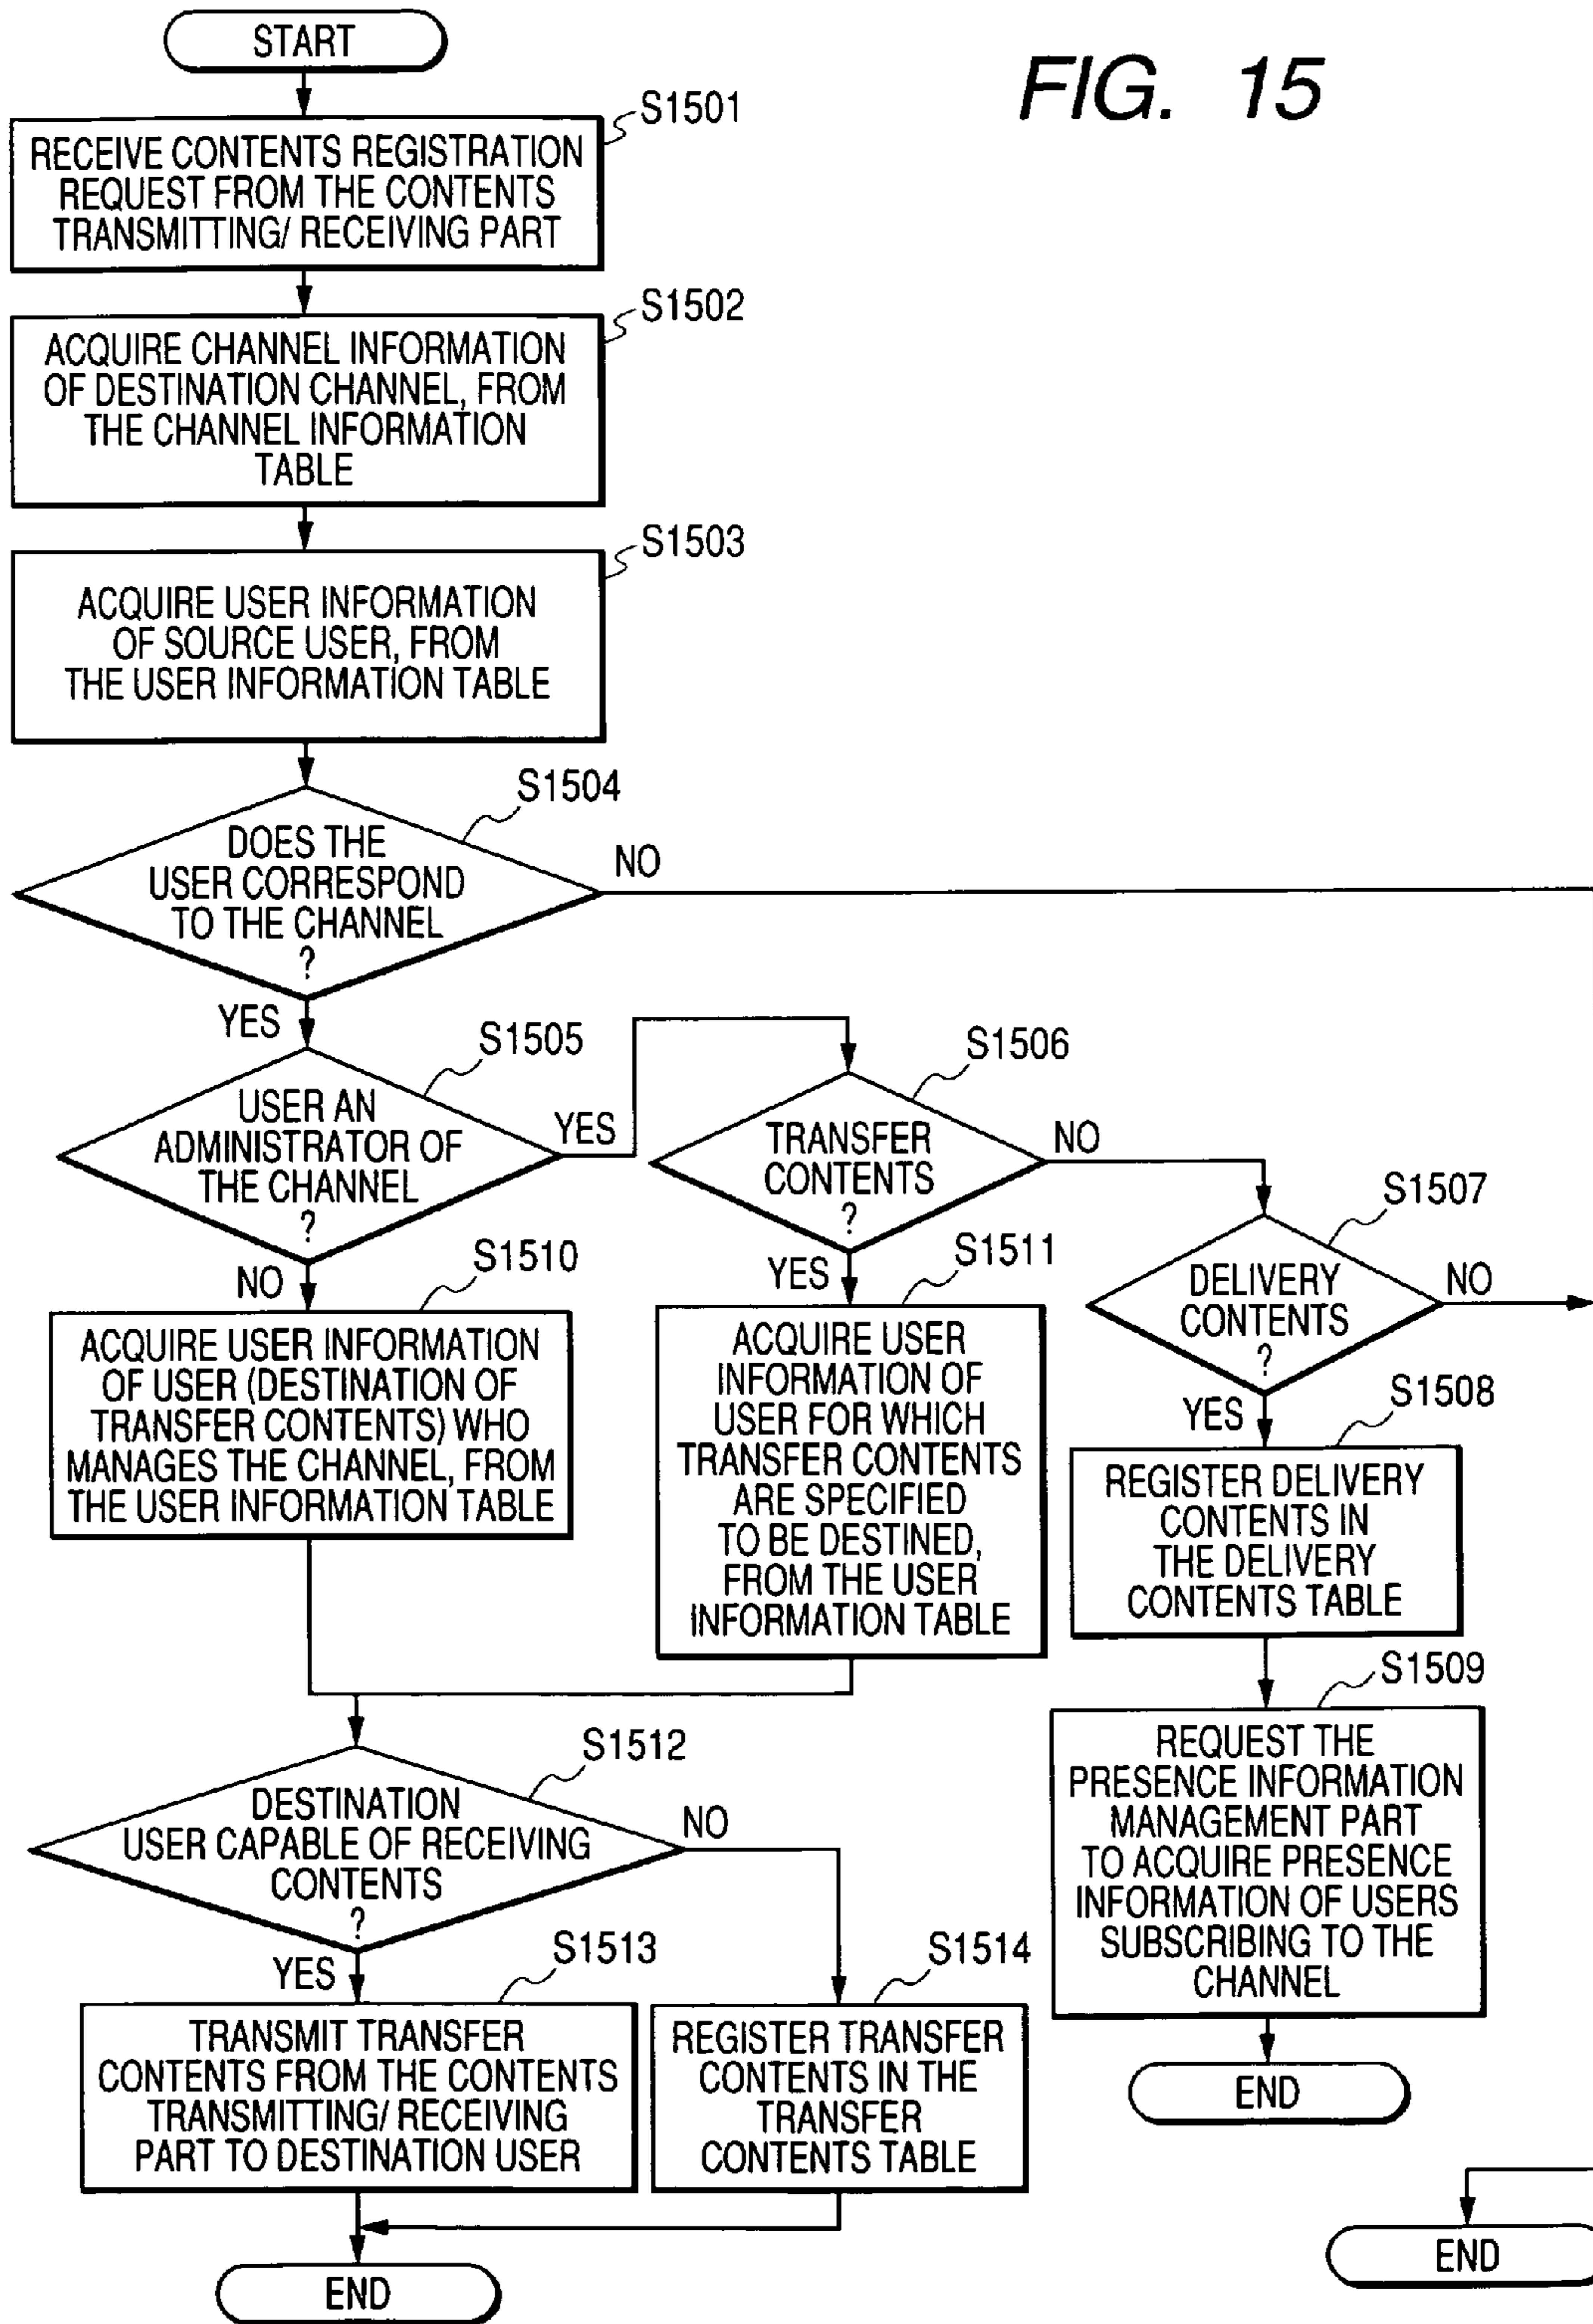 START
FIG. 15
S1501
RECEIVE CONTENTS REGISTRATION
REQUEST FROM THE CONTENTS
TRANSMITTING/ RECEIVING PART
S1502
ACQUIRE CHANNEL INFORMATION
OF DESTINATION CHANNEL, FROM
THE CHANNEL INFORMATION
TABLE
S1503
ACQUIRE USER INFORMATION
OF SOURCE USER, FROM
THE USER INFORMATION TABLE
S1504
DOES THE
USER CORRESPOND
TO THE CHANNEL
?
NO
YES
S1505
USER AN
ADMINISTRATOR OF
THE CHANNEL
?
YES
NO
S1506
TRANSFER
CONTENTS
?
NO
YES
S1507
DELIVERY
CONTENTS
?
NO
YES
S1510
ACQUIRE USER INFORMATION
OF USER (DESTINATION OF
TRANSFER CONTENTS) WHO
MANAGES THE CHANNEL, FROM
THE USER INFORMATION TABLE
S1511
ACQUIRE USER
INFORMATION OF
USER FOR WHICH
TRANSFER CONTENTS
ARE SPECIFIED
TO BE DESTINED,
FROM THE USER
INFORMATION TABLE
S1508
REGISTER DELIVERY
CONTENTS IN
THE DELIVERY
CONTENTS TABLE
S1509
REQUEST THE
PRESENCE INFORMATION
MANAGEMENT PART
TO ACQUIRE PRESENCE
INFORMATION OF USERS
SUBSCRIBING TO THE
CHANNEL
END
S1512
DESTINATION
USER CAPABLE OF RECEIVING
CONTENTS
?
NO
YES
S1513
TRANSMIT TRANSFER
CONTENTS FROM THE CONTENTS
TRANSMITTING/ RECEIVING
PART TO DESTINATION USER
S1514
REGISTER TRANSFER
CONTENTS IN THE
TRANSFER
CONTENTS TABLE
END
END